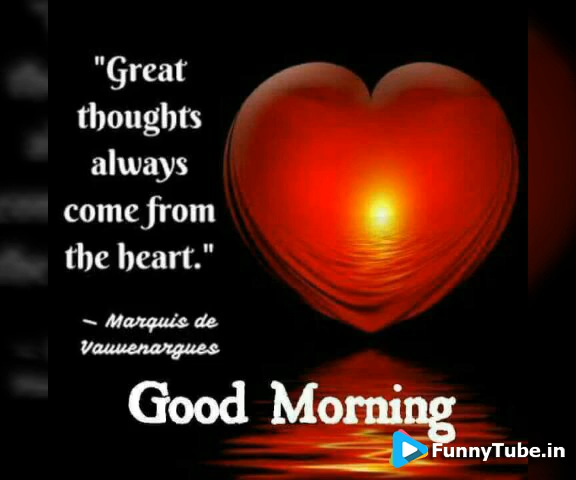 "Great
thoughts
always
come from
the heart."
– Marquis de
Vauvenargues
Good Morning
FunnyTube.in